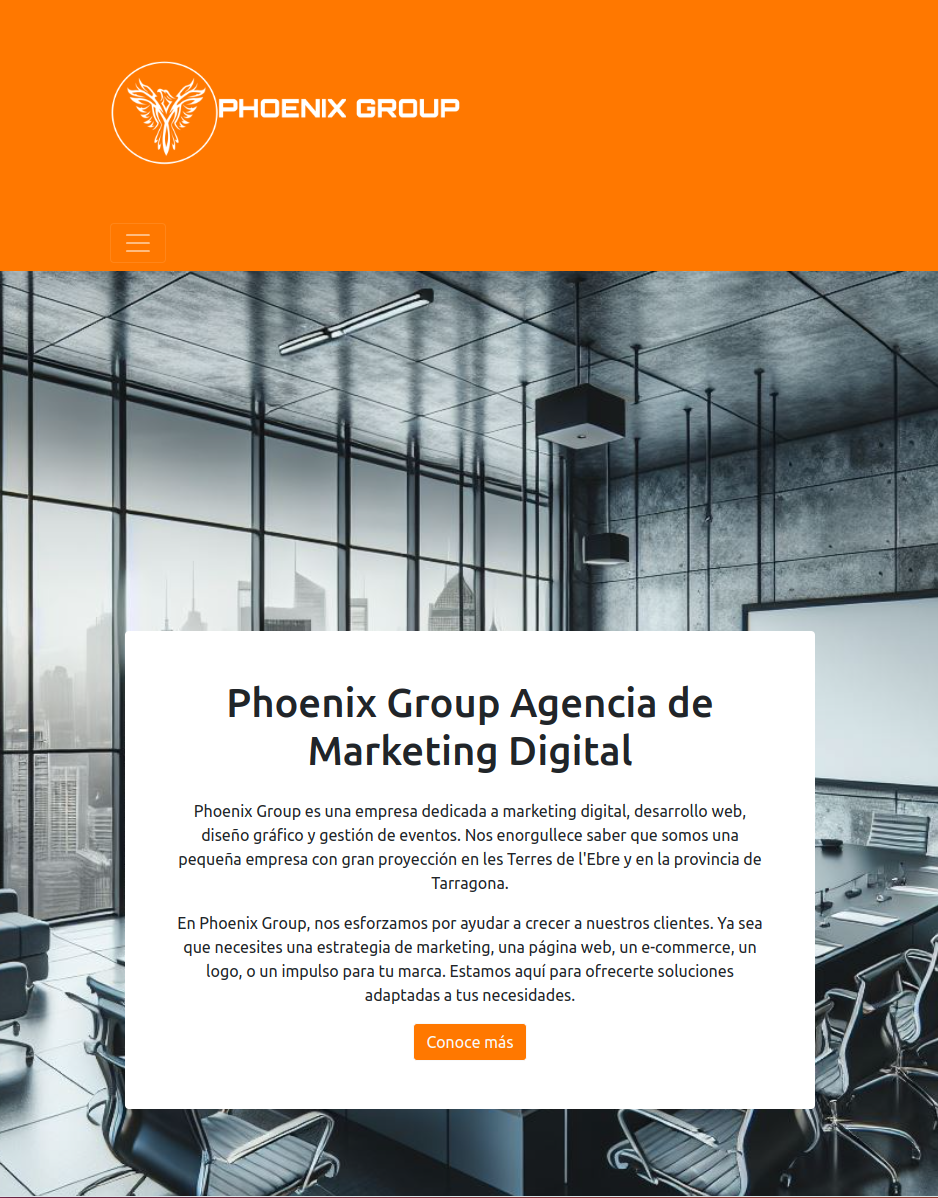 PHOENIX GROUP
Phoenix Group Agencia de
Marketing Digital
Phoenix Group es una empresa dedicada a marketing digital, desarrollo web,
diseño gráfico y gestión de eventos. Nos enorgullece saber que somos una
pequeña empresa con gran proyección en les Terres de l'Ebre y en la provincia de
Tarragona.
En Phoenix Group, nos esforzamos por ayudar a crecer a nuestros clientes. Ya sea
que necesites una estrategia de marketing, una página web, un e-commerce, un
logo, o un impulso para tu marca. Estamos aquí para ofrecerte soluciones
adaptadas a tus necesidades.
Conoce más